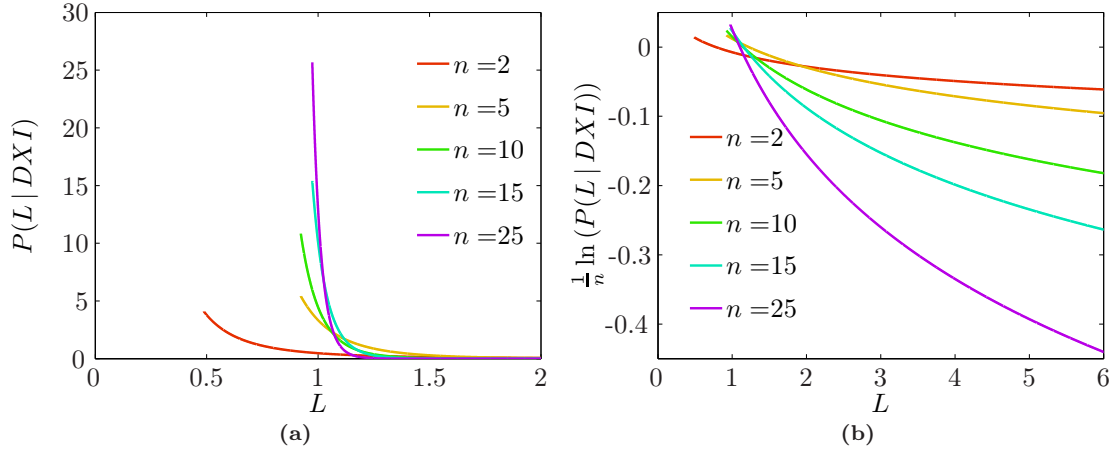 30
25
20
15
10
5
0
P(L | DXI)
n =2
n =5
n =10
n =15
n =25
0
0.5
1
1.5
2
L
(a)
0
-0.1
-0.2
-0.3
-0.4
1/n ln (P(L | DXI))
n =2
n =5
n =10
n =15
n =25
0
1
2
3
4
5
6
L
(b)